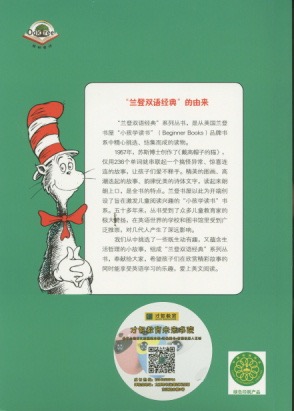 “兰登双语经典”的由来
“兰登双语经典”系列丛书,是从美国兰登
书屋“小孩学读书”(Beginner Books)品牌书
系中精心挑选、结集而成的读物。
1957年,苏斯博士创作了《戴高帽子的猫》,
仅用236个单词就串联起一个搞怪异常、惊喜连
连的故事,让孩子们爱不释手。精美的图画,高
潮迭起的故事,韵律优美的诗体文字,读起来朗
朗上口,是全书的特点。兰登书屋以此为开端创
设了旨在激发儿童阅读兴趣的“小孩学读书”书
系。五十多年来,丛书受到了众多儿童教育家的
极大赞扬,在英语世界的学校和图书馆里受到广
泛推崇,对几代人产生了深远影响。
我们从中挑选了一些既生动有趣、又蕴含生
活哲理的小故事,组成“兰登双语经典”系列丛
书,奉献给大家,希望孩子们在欣赏精彩故事的
同时能享受英语学习的乐趣,爱上英文阅读。
绿色印刷产品